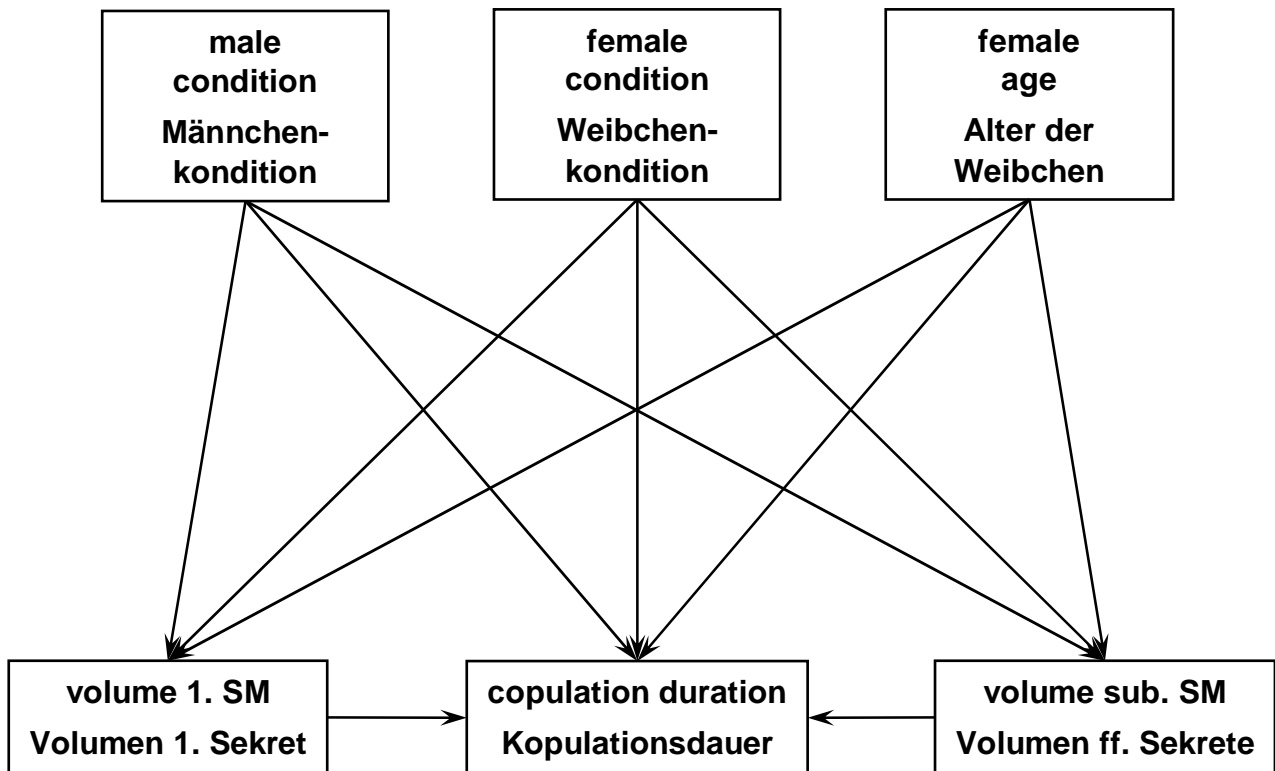 male
condition
Männchen-
kondition
female
condition
Weibchen-
kondition
female
age
Alter der
Weibchen
volume 1. SM
Volumen 1. Sekret
copulation duration
Kopulationsdauer
volume sub. SM
Volumen ff. Sekrete